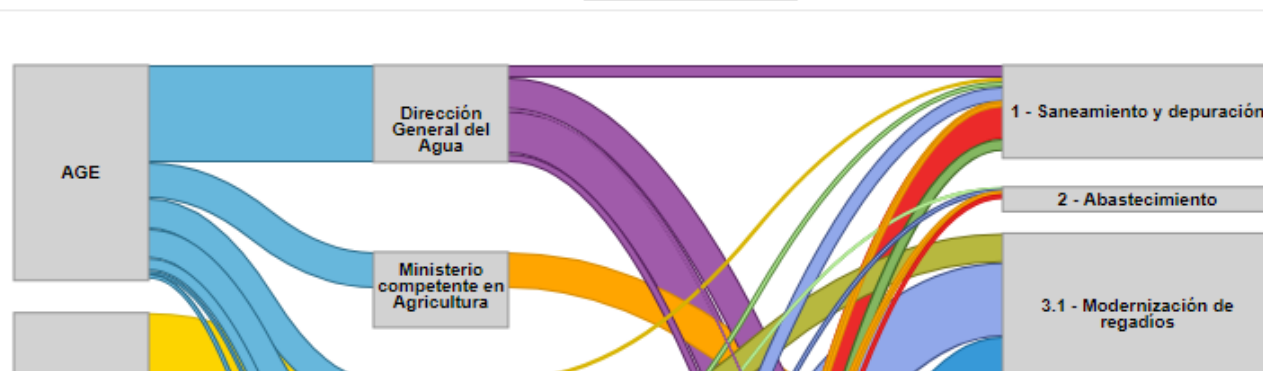 AGE
Dirección
General del
Agua
Ministerio
competente en
Agricultura
1 - Saneamiento y depuración
2 - Abastecimiento
3.1 - Modernización de
regadíos